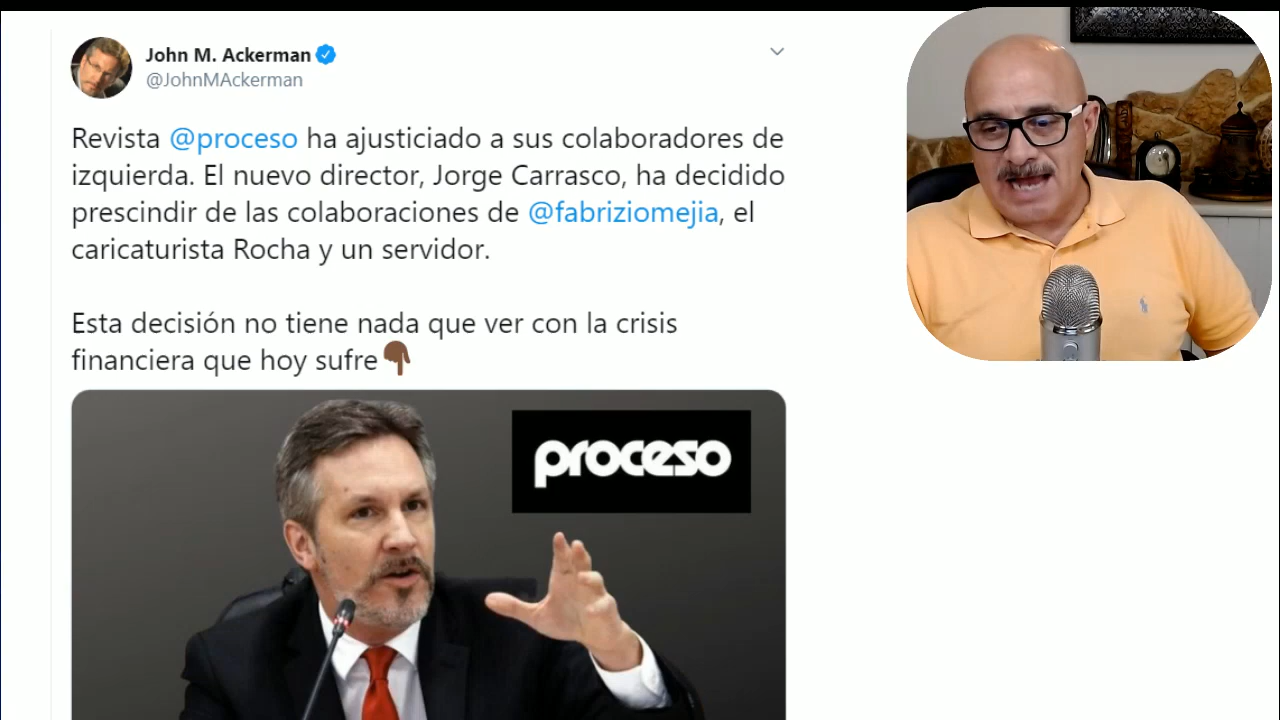 John M. Ackerman
@JohnMAckerman
Revista @proceso ha ajusticiado a sus colaboradores de
izquierda. El nuevo director, Jorge Carrasco, ha decidido
prescindir de las colaboraciones de @fabriziomejia, el
caricaturista Rocha y un servidor.
Esta decisión no tiene nada que ver con la crisis
financiera que hoy sufre👇🏾
proceso